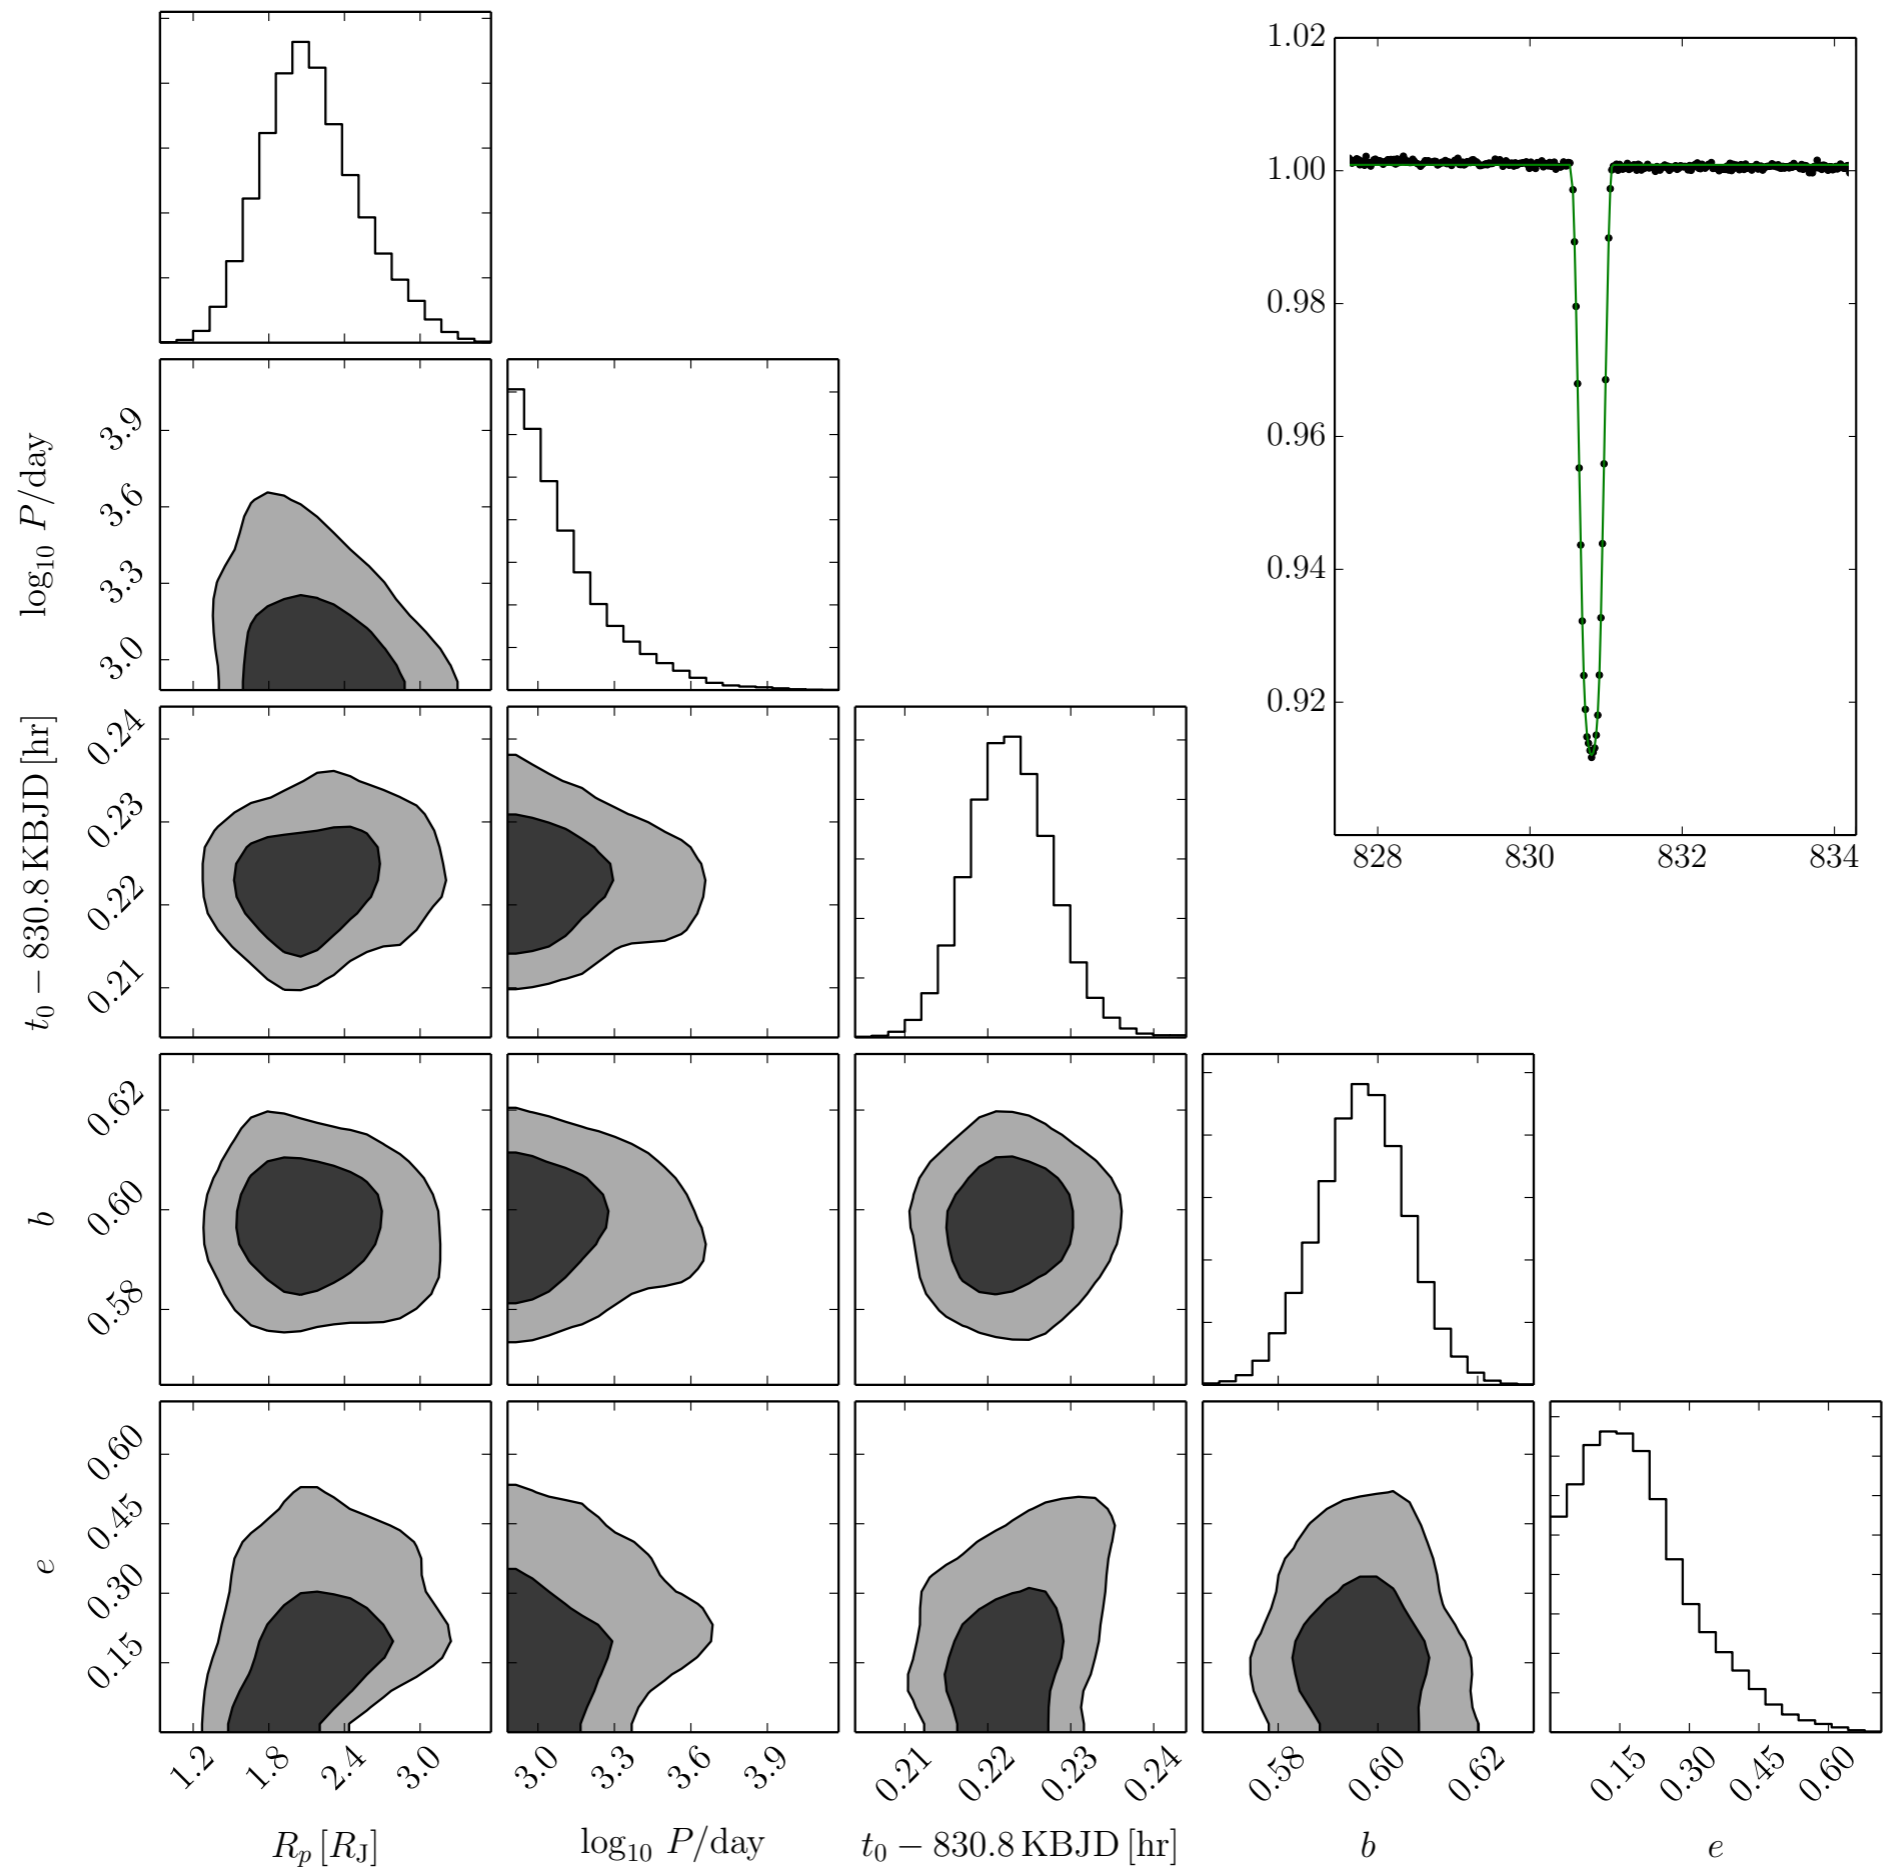 1.02
1.00
0.98
0.96
0.94
0.92
828 830 832 834
log₁₀ P/day
3.9
3.6
3.3
3.0
t₀ − 830.8 KBJD [hr]
0.24
0.23
0.22
0.21
b
0.62
0.60
0.58
e
0.60
0.45
0.30
0.15
1.2 1.8 2.4 3.0
3.0 3.3 3.6 3.9
0.21 0.22 0.23 0.24
0.58 0.60 0.62
0.15 0.30 0.45 0.60
Rₚ [R_J]
log₁₀ P/day
t₀ − 830.8 KBJD [hr]
b
e